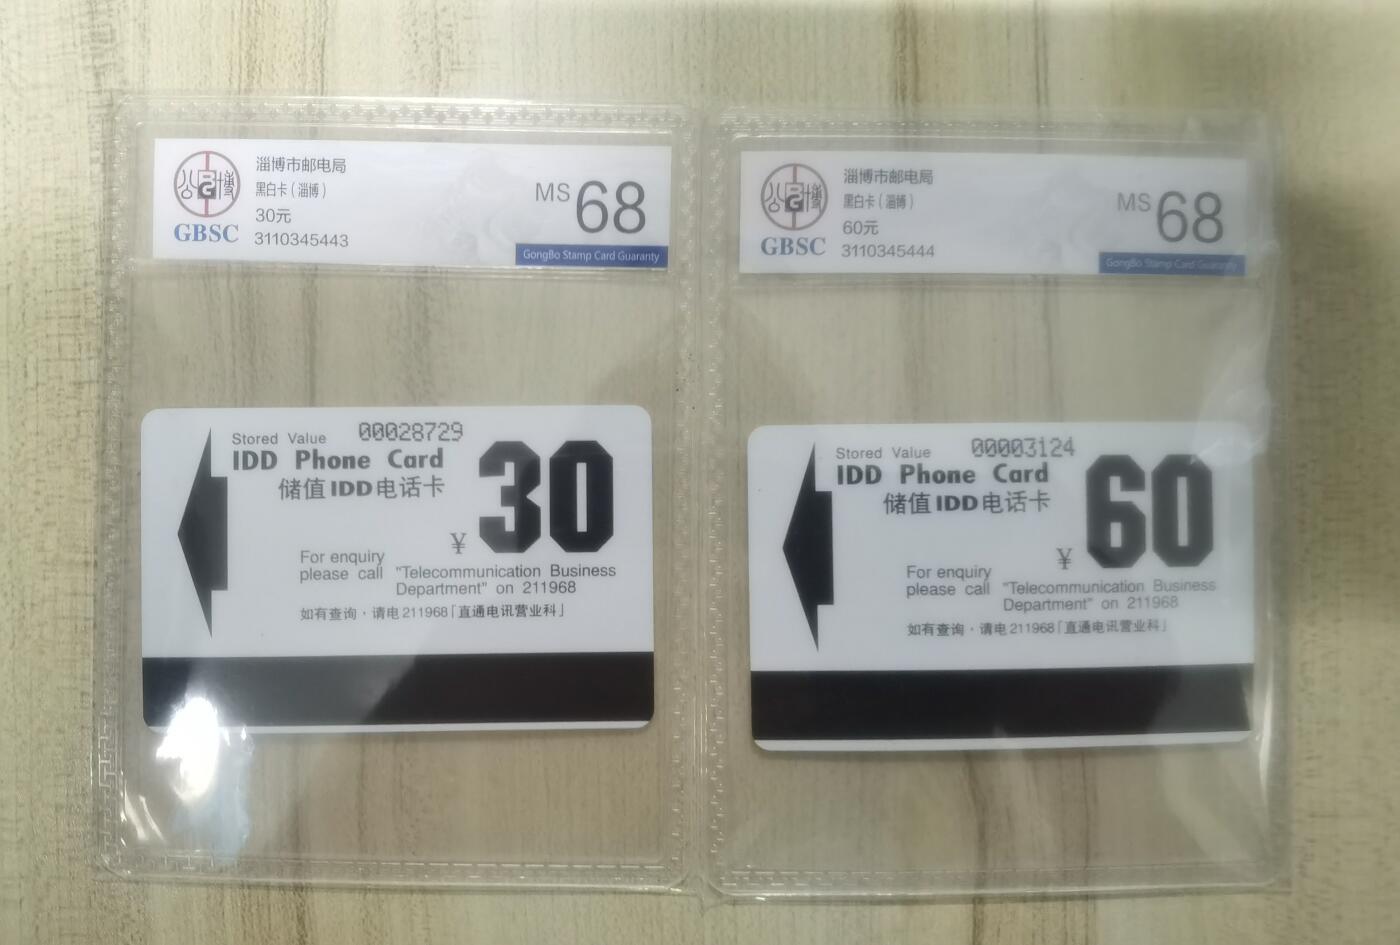 淄博市邮电局
黑白卡（淄博）
30元
3110345443
MS 68
GBSC
GongBo Stamp Card Guaranty
Stored Value 00028729
IDD Phone Card
储值IDD电话卡
¥ 30
For enquiry
please call "Telecommunication Business
Department" on 211968
如有查询·请电211968「直通电讯营业科」
淄博市邮电局
黑白卡（淄博）
60元
3110345444
MS 68
GBSC
GongBo Stamp Card Guaranty
Stored Value 00003124
IDD Phone Card
储值IDD电话卡
¥ 60
For enquiry
please call "Telecommunication Business
Department" on 211968
如有查询·请电211968「直通电讯营业科」